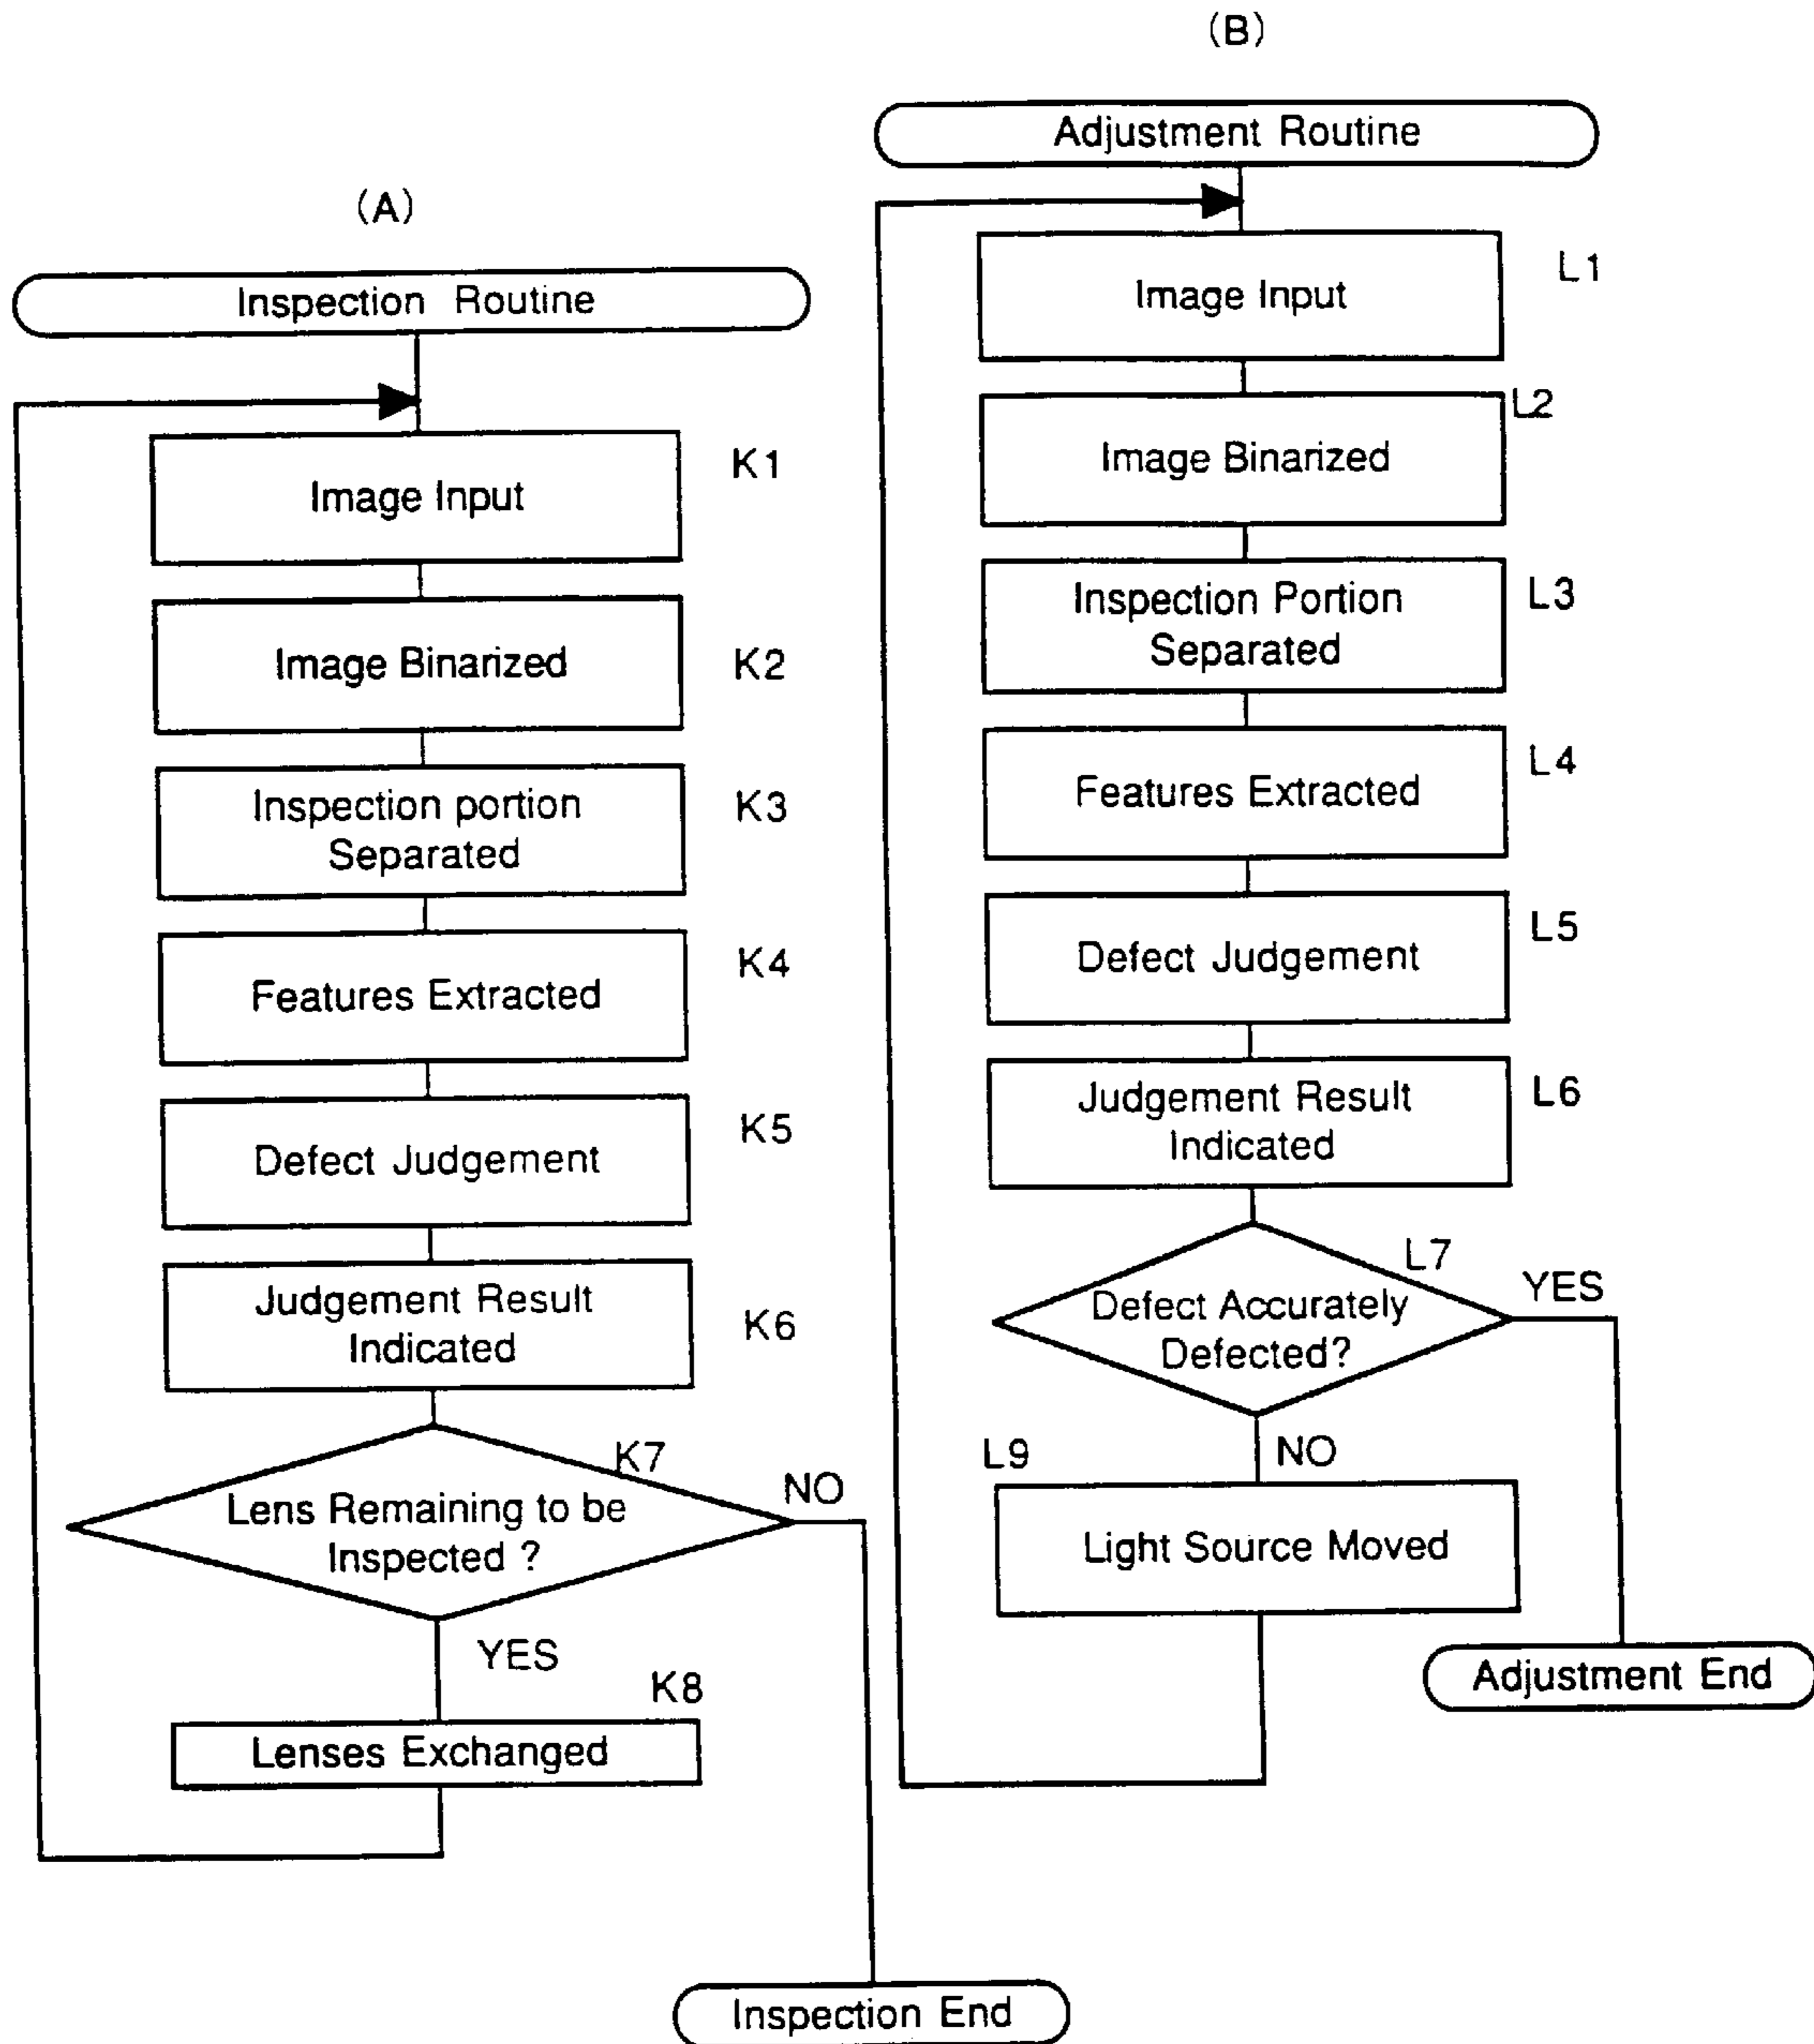 (A)
Inspection Routine
Image Input
K1
Image Binarized
K2
Inspection portion
Separated
K3
Features Extracted
K4
Defect Judgement
K5
Judgement Result
Indicated
K6
K7
Lens Remaining to be
Inspected ?
NO
YES
K8
Lenses Exchanged
Inspection End
(B)
Adjustment Routine
Image Input
L1
Image Binarized
L2
Inspection Portion
Separated
L3
Features Extracted
L4
Defect Judgement
L5
Judgement Result
Indicated
L6
L7
Defect Accurately
Defected?
YES
NO
L9
Light Source Moved
Adjustment End